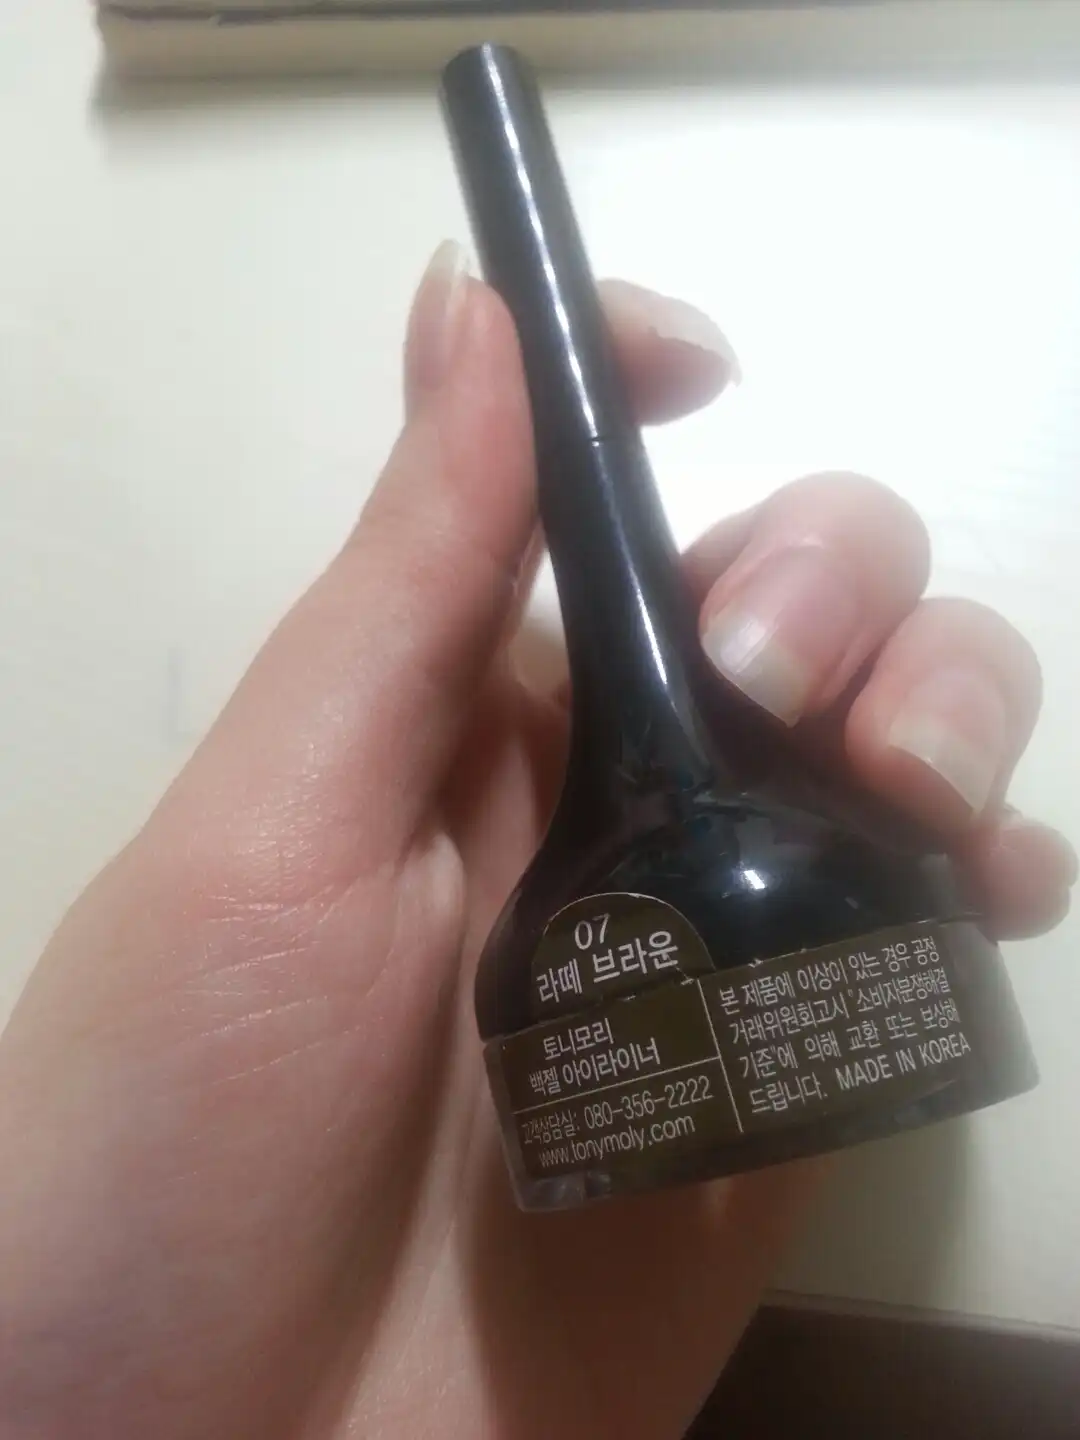 07
라떼 브라운
토니모리
백젤 아이라이너
고객상담실: 080-356-2222
www.tonymoly.com
본 제품에 이상이 있는 경우 공정
거래위원회고시 "소비자분쟁해결
기준"에 의해 교환 또는 보상해
드립니다. MADE IN KOREA